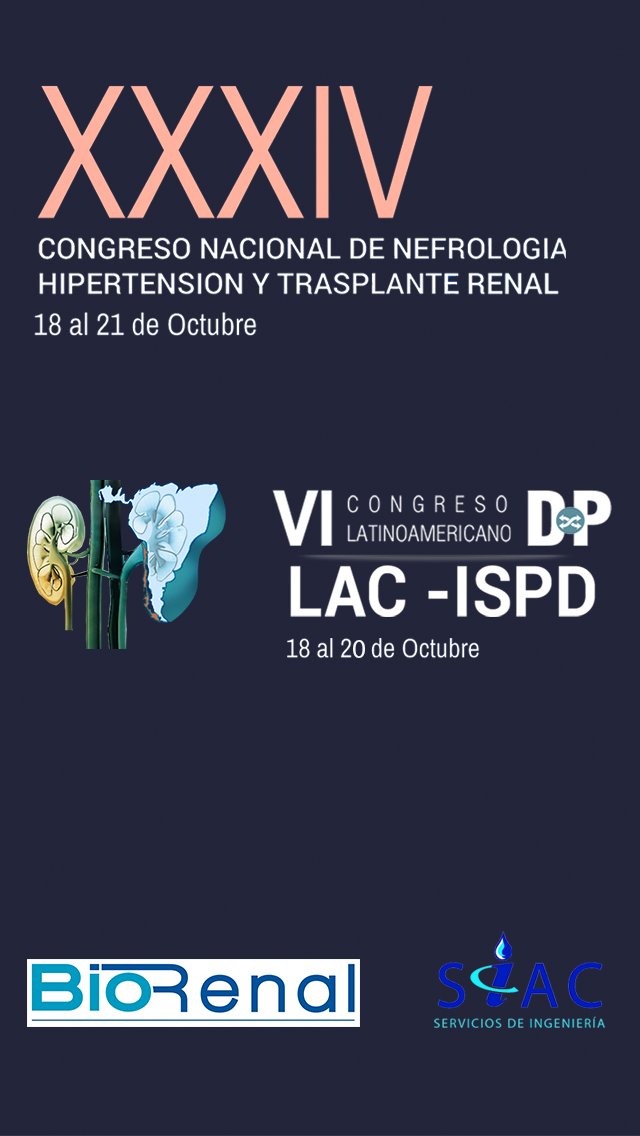 XXXIV
CONGRESO NACIONAL DE NEFROLOGIA
HIPERTENSION Y TRASPLANTE RENAL
18 al 21 de Octubre
VI CONGRESO LATINOAMERICANO DP
LAC -ISPD
18 al 20 de Octubre
BioRenal
SiAC
SERVICIOS DE INGENIERÍA